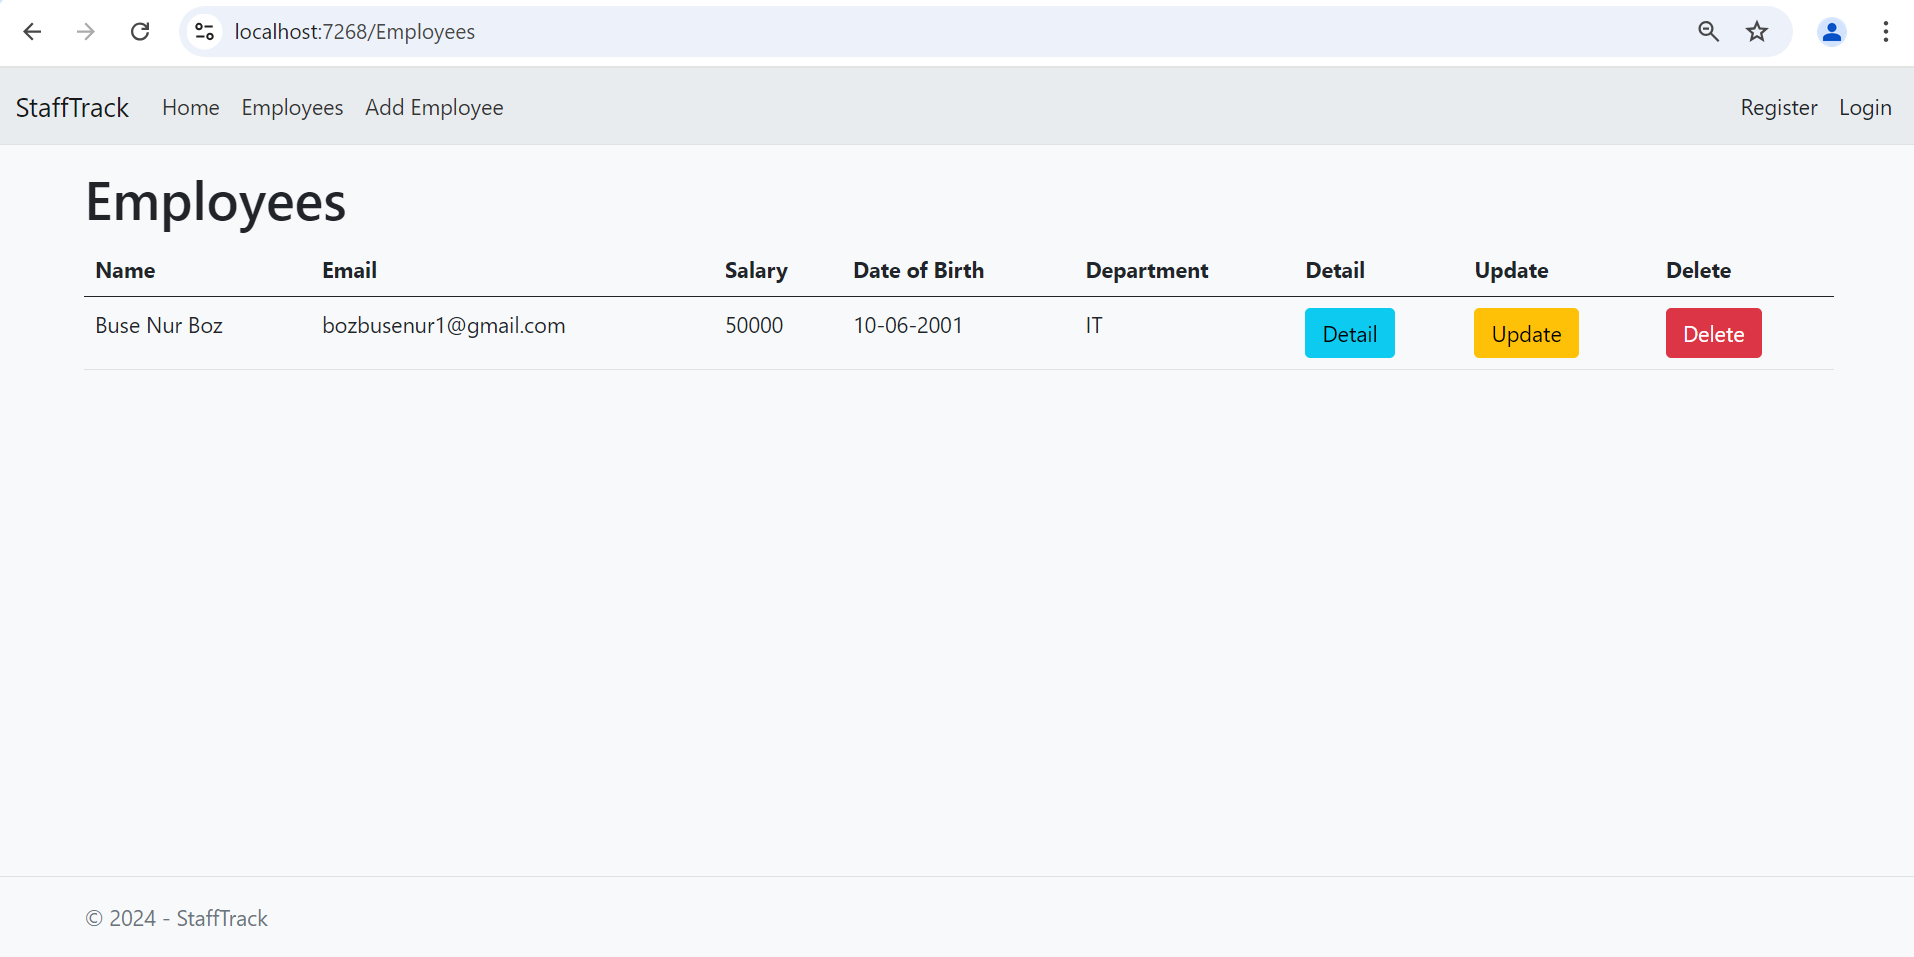 localhost:7268/Employees
StaffTrack Home Employees Add Employee Register Login
Employees
Name Email Salary Date of Birth Department Detail Update Delete
Buse Nur Boz bozbusenur1@gmail.com 50000 10-06-2001 IT Detail Update Delete
© 2024 - StaffTrack